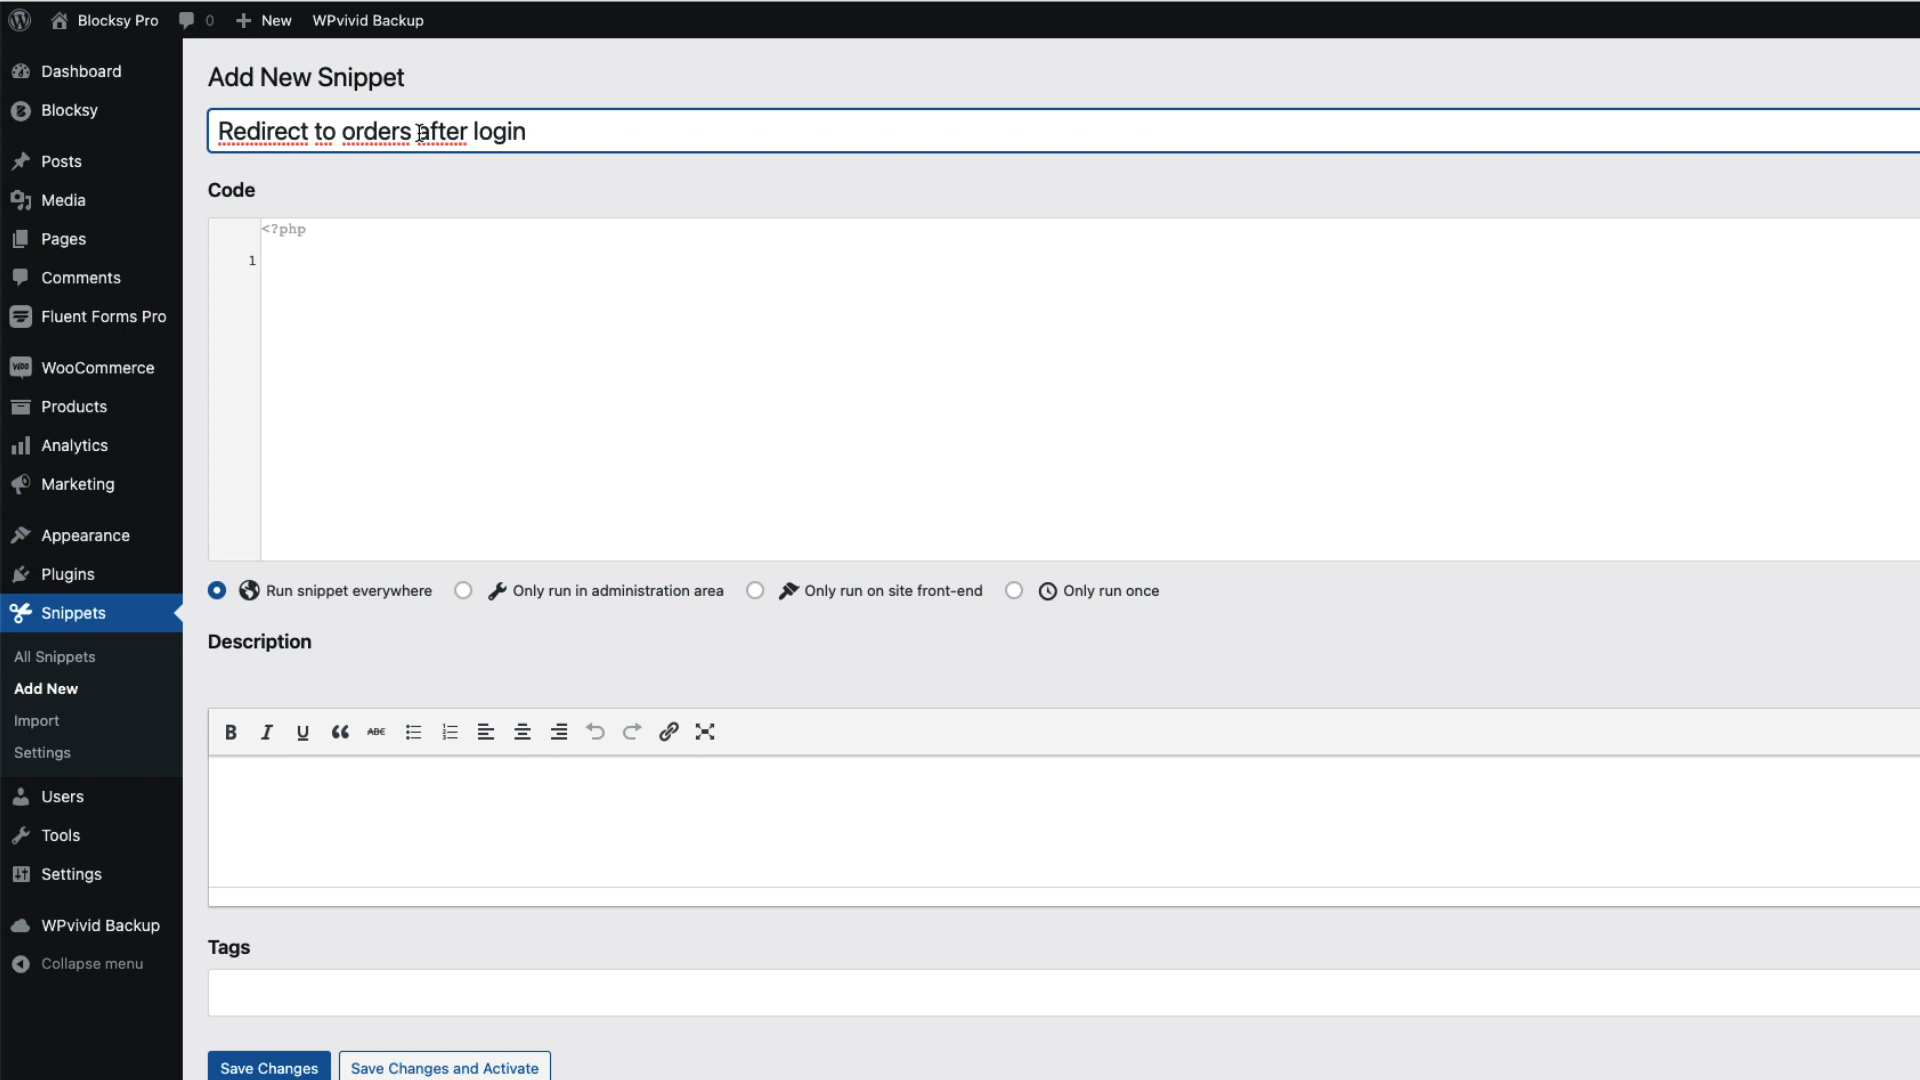 Blocksy Pro 0 New WPvivid Backup
Dashboard
Blocksy
Posts
Media
Pages
Comments
Fluent Forms Pro
WooCommerce
Products
Analytics
Marketing
Appearance
Plugins
Snippets
All Snippets
Add New
Import
Settings
Users
Tools
Settings
WPvivid Backup
Collapse menu
Add New Snippet
Redirect to orders after login
Code
<?php
1
Run snippet everywhere Only run in administration area Only run on site front-end Only run once
Description
B I U ABC
Tags
Save Changes Save Changes and Activate